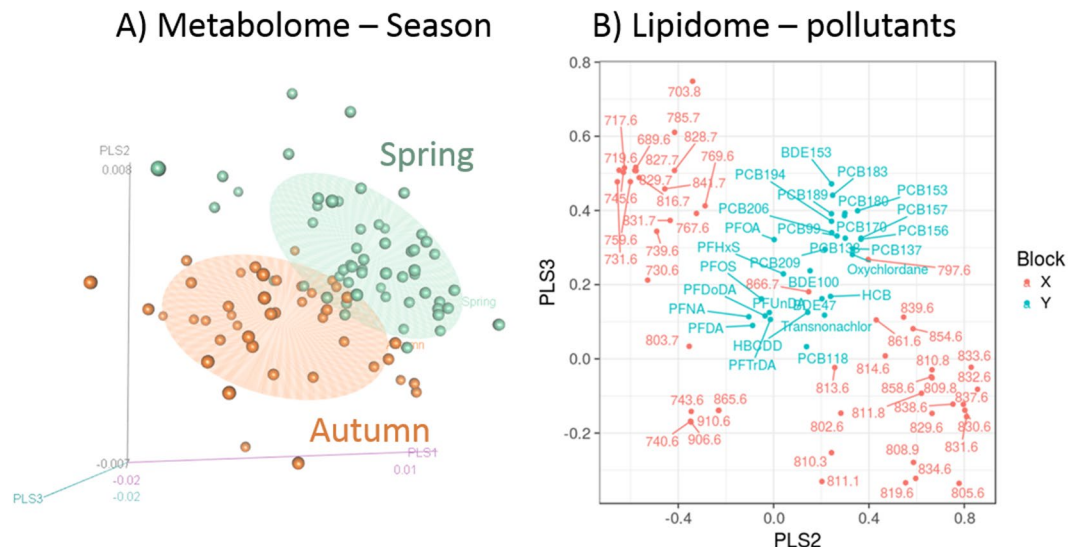 A) Metabolome – Season
B) Lipidome – pollutants
PLS2
0.008
Spring
Spring
Autumn
-0.007
-0.02
-0.02
PLS3
PLS1
0.01
0.8
0.6
0.4
0.2
0.0
-0.2
PLS3
-0.4
0.0
0.4
0.8
PLS2
703.8
717.6
785.7
689.6
828.7
719.6
827.7
769.6
829.7
841.7
745.6
816.7
831.7
767.6
759.6
739.6
731.6
730.6
BDE153
PCB183
PCB194
PCB189
PCB180
PCB153
PCB206
PCB157
PCB99
PCB170
PCB156
PFOA
PCB138
PCB137
PFHxS
PCB209
Oxychlordane
797.6
PFOS
BDE100
866.7
HCB
PFDoDA
PFUnDA
BDE47
PFNA
PFDA
Transnonachlor
HBCDD
PFTrDA
PCB118
803.7
839.6
861.6
854.6
814.6
813.6
810.8
833.6
858.6
809.8
832.6
811.8
838.6
837.6
802.6
829.6
830.6
831.6
743.6
865.6
910.6
740.6
906.6
810.3
808.9
811.1
834.6
819.6
805.6
Block
X
Y